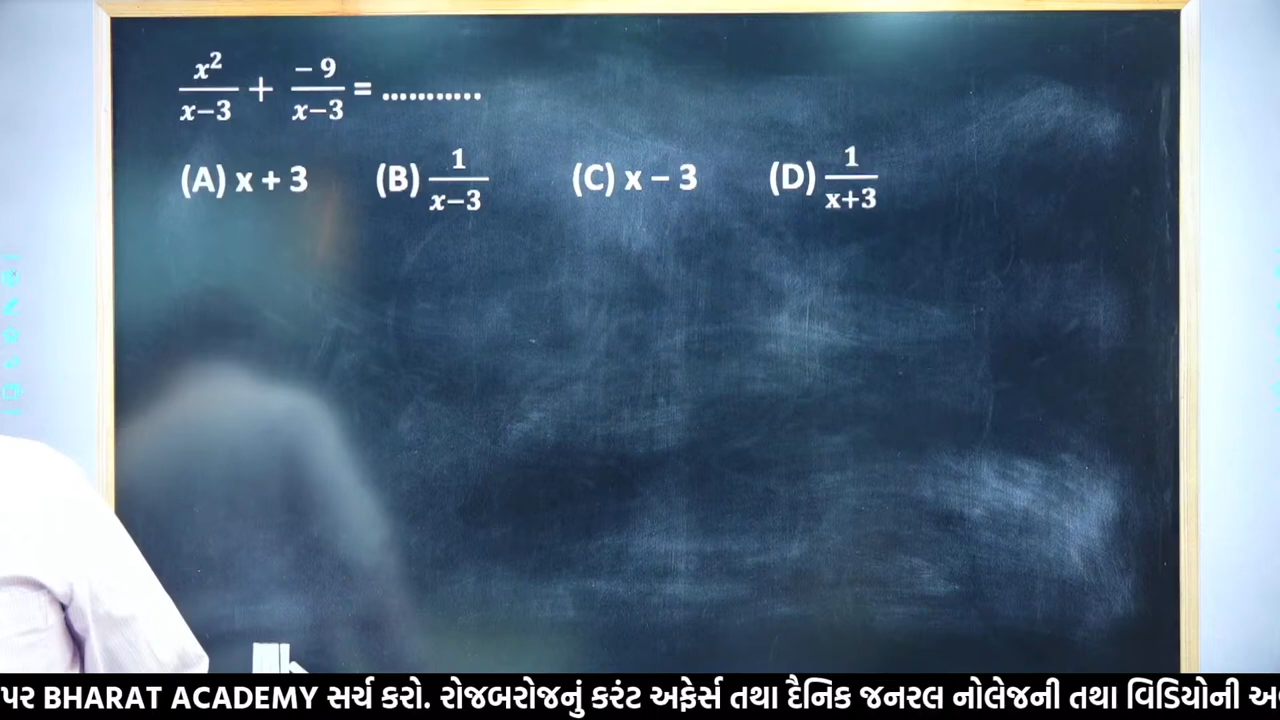 x²/(x−3) + −9/(x−3) = ...........
(A) x + 3 (B) 1/(x−3) (C) x – 3 (D) 1/(x+3)
પર BHARAT ACADEMY સર્ચ કરો. રોજબરોજનું કરંટ અફેર્સ તથા દૈનિક જનરલ નોલેજની તથા વિડિયોની